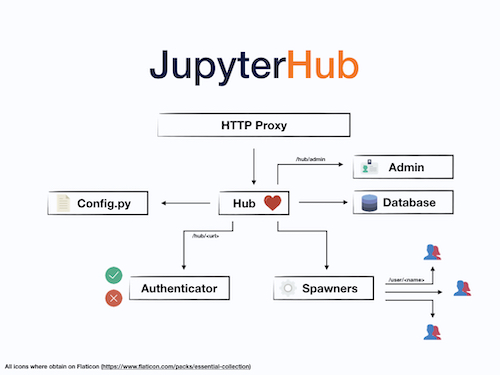 JupyterHub
HTTP Proxy
/hub/admin
Admin
Config.py
Hub
Database
/hub/<url>
Authenticator
Spawners
/user/<name>
All icons where obtain on Flaticon (https://www.flaticon.com/packs/essential-collection)